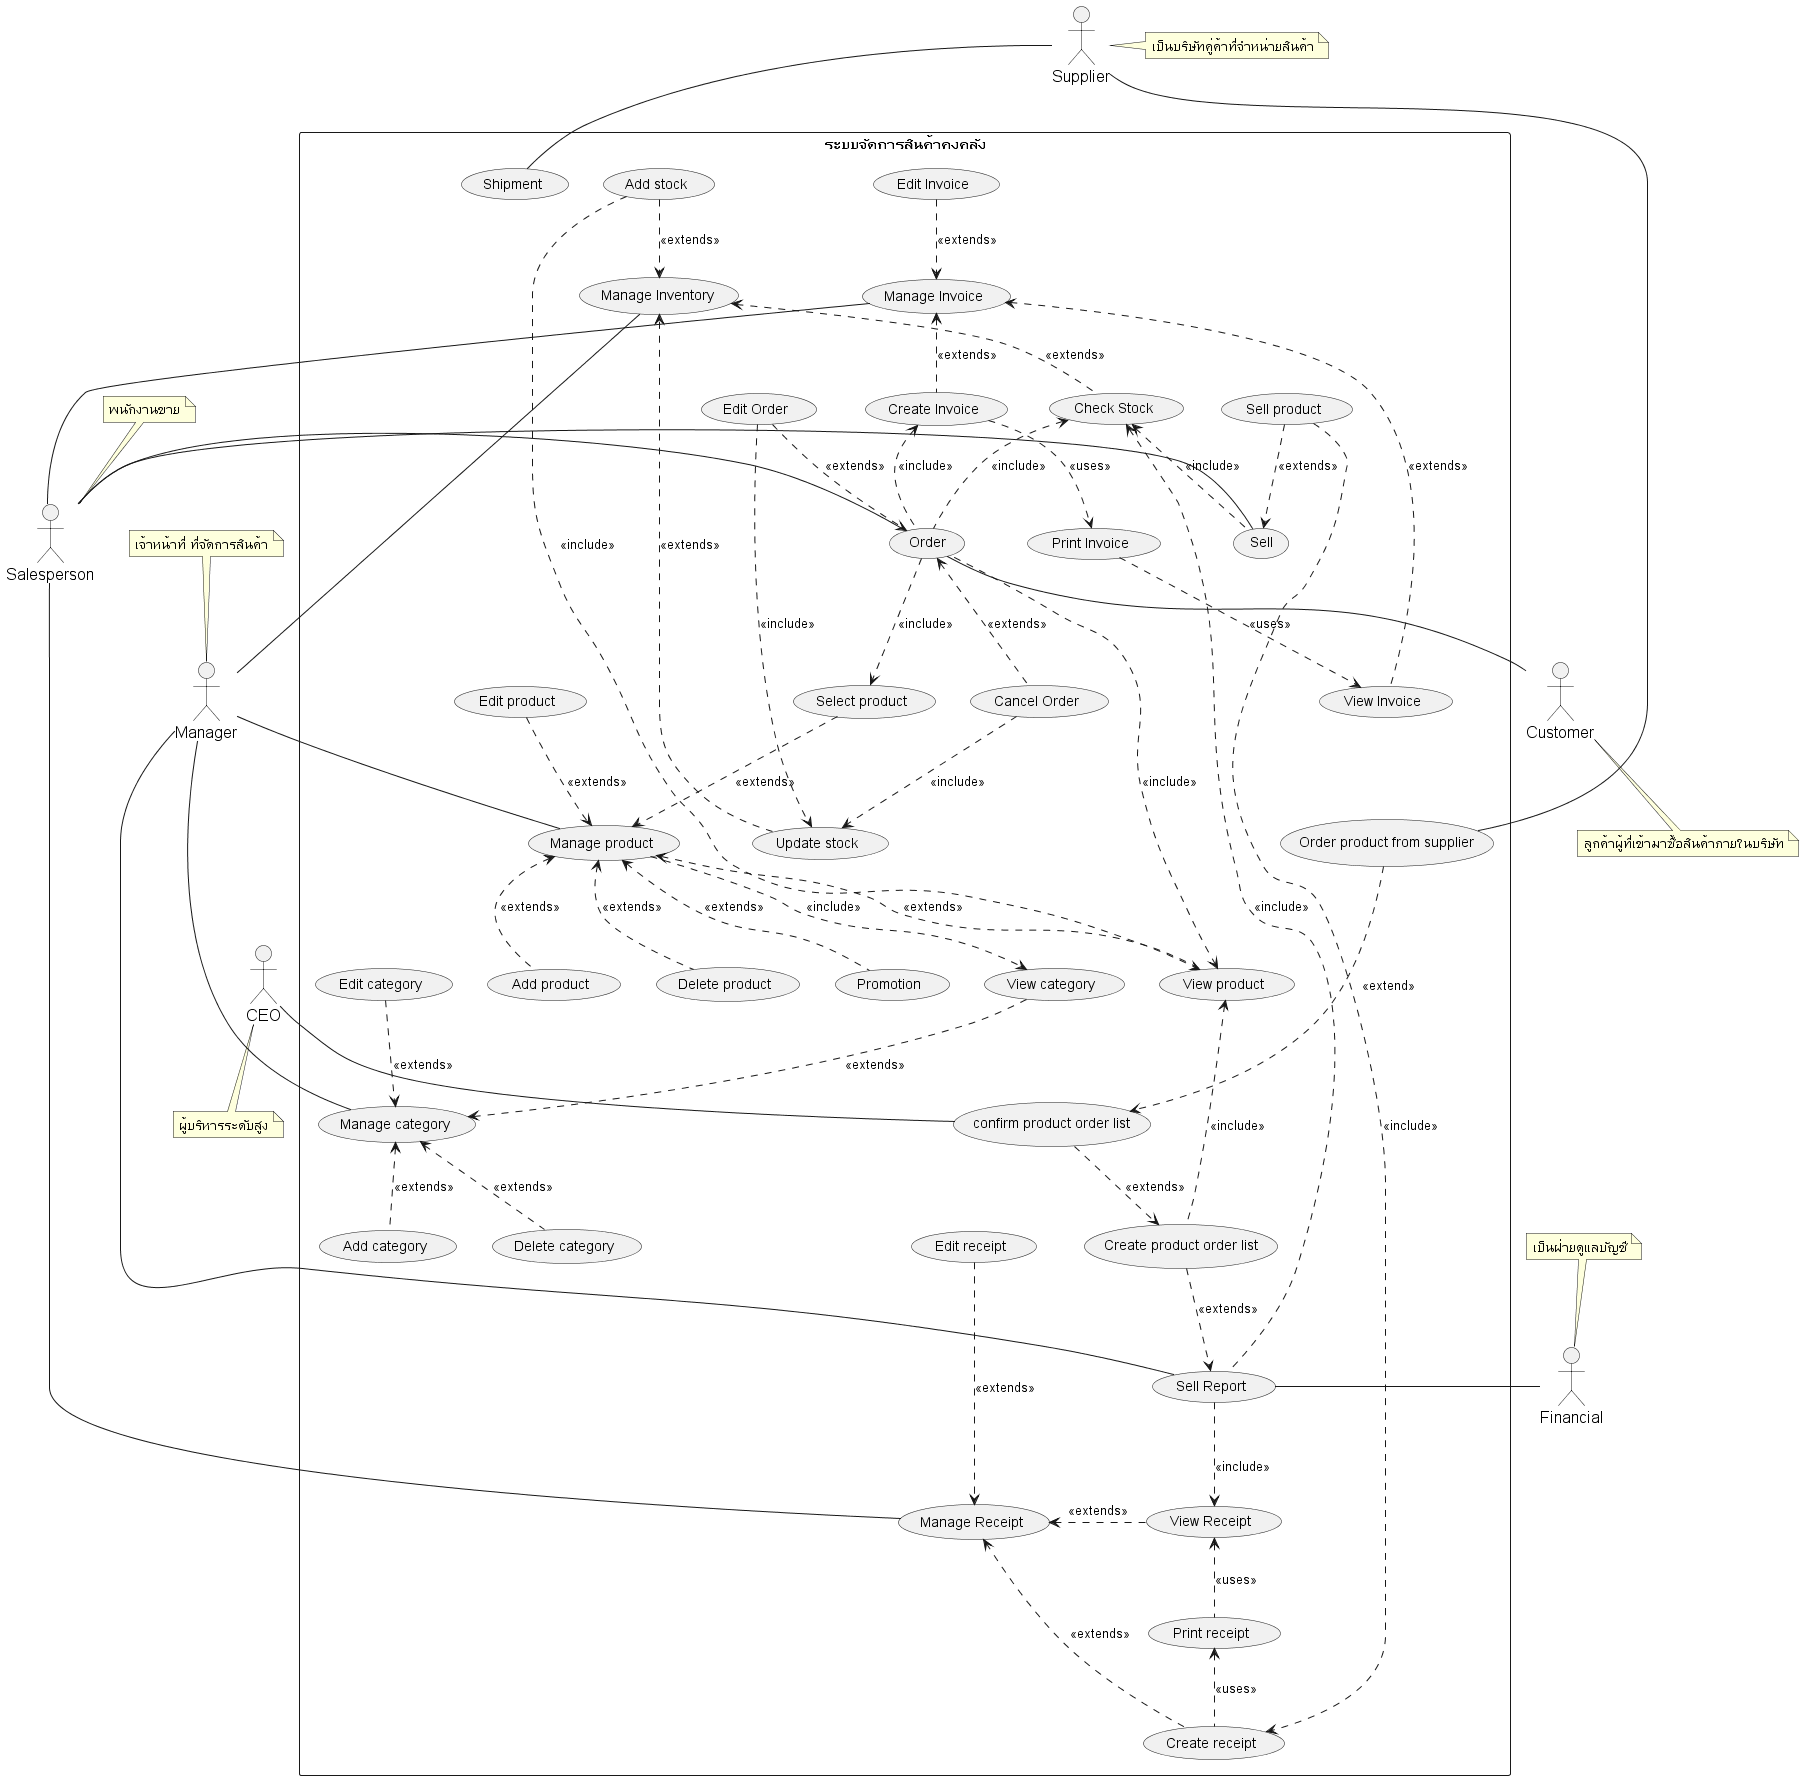 Supplier
เป็นบริษัทคู่ค้าที่จำหน่ายสินค้า
ระบบจัดการสินค้าคงคลัง
Shipment
Add stock
Edit Invoice
«extends»
«extends»
Manage Inventory
Manage Invoice
«extends»
«extends»
พนักงานขาย
Edit Order
Create Invoice
Check Stock
Sell product
«extends»
«include»
«include»
«uses»
«include»
«extends»
«extends»
Salesperson
เจ้าหน้าที่ ที่จัดการสินค้า
«include»
«extends»
Order
Print Invoice
Sell
«include»
«include»
«extends»
«uses»
Manager
Edit product
Select product
Cancel Order
View Invoice
Customer
«extends»
«extends»
«include»
«include»
Manage product
Update stock
Order product from supplier
ลูกค้าผู้ที่เข้ามาซื้อสินค้าภายในบริษัท
«extends»
«extends»
«extends»
«include»
«extends»
«include»
CEO
Edit category
Add product
Delete product
Promotion
View category
View product
«extend»
«extends»
«extends»
ผู้บริหารระดับสูง
Manage category
confirm product order list
«include»
«include»
«extends»
«extends»
«extends»
Add category
Delete category
Edit receipt
Create product order list
เป็นฝ่ายดูแลบัญชี
«extends»
«extends»
Sell Report
Financial
«include»
Manage Receipt
«extends»
View Receipt
«uses»
«extends»
Print receipt
«uses»
Create receipt